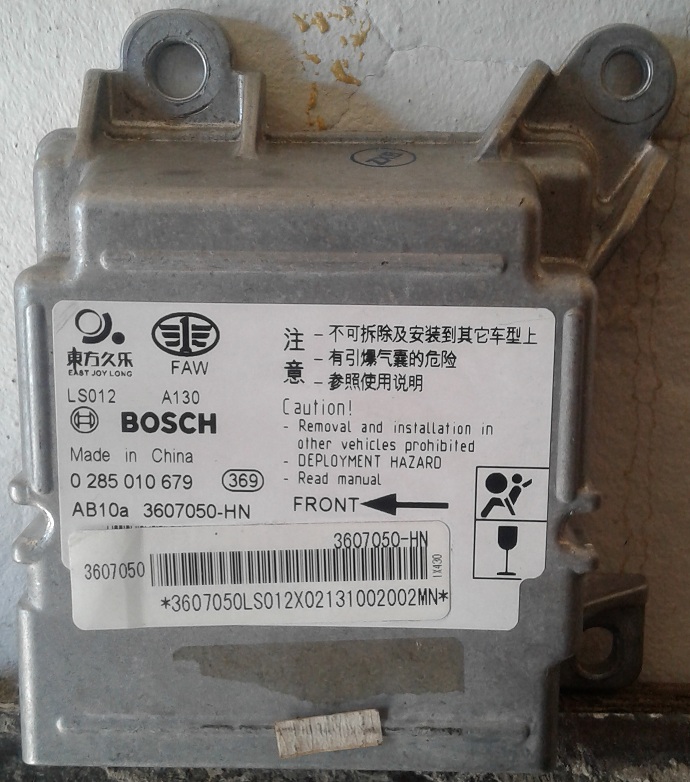 東方久乐
EAST JOY LONG
FAW
LS012 A130
BOSCH
Made in China
0 285 010 679 369
AB10a 3607050-HN
注意
- 不可拆除及安装到其它车型上
- 有引爆气囊的危险
- 参照使用说明
Caution!
- Removal and installation in
other vehicles prohibited
- DEPLOYMENT HAZARD
- Read manual
FRONT
3607050-HN
3607050
1X430
*3607050LS012X02131002002MN*